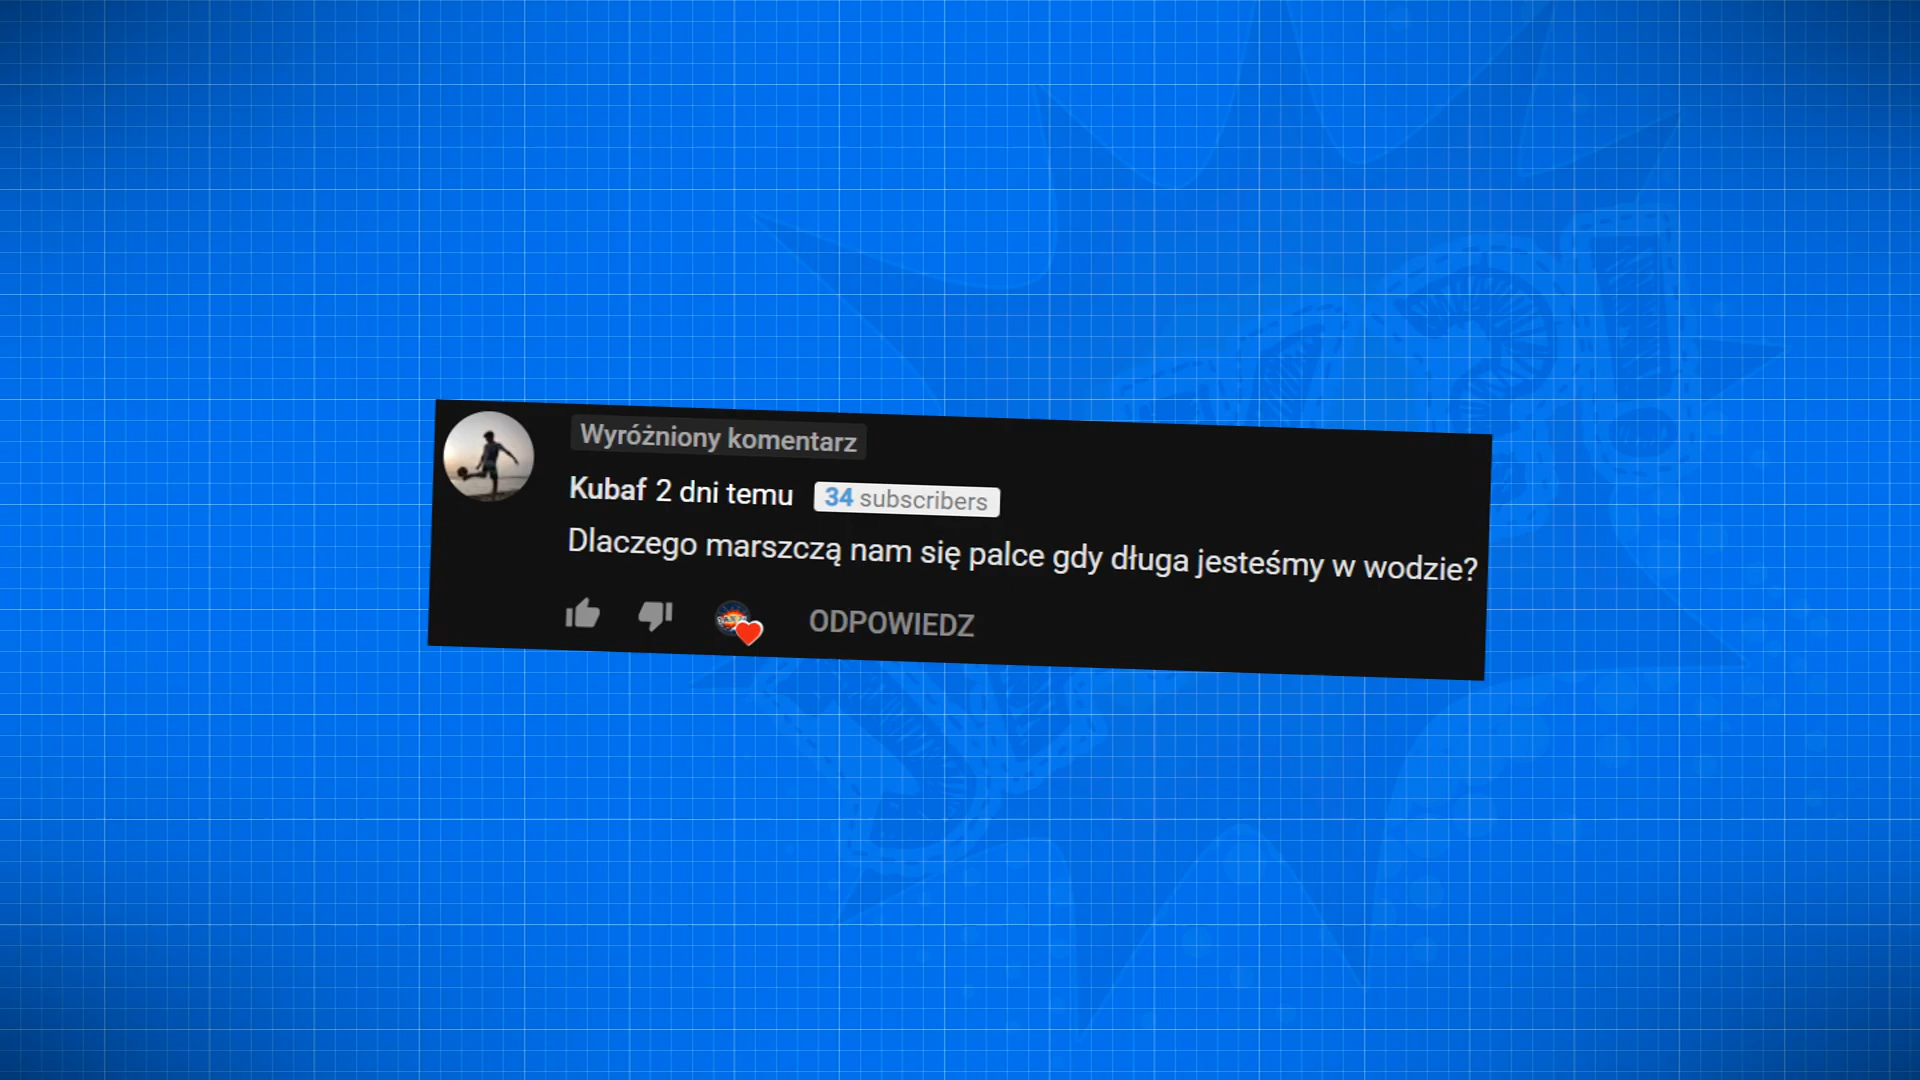 Wyróżniony komentarz
Kubaf 2 dni temu 34 subscribers
Dlaczego marszczą nam się palce gdy długa jesteśmy w wodzie?
ODPOWIEDZ